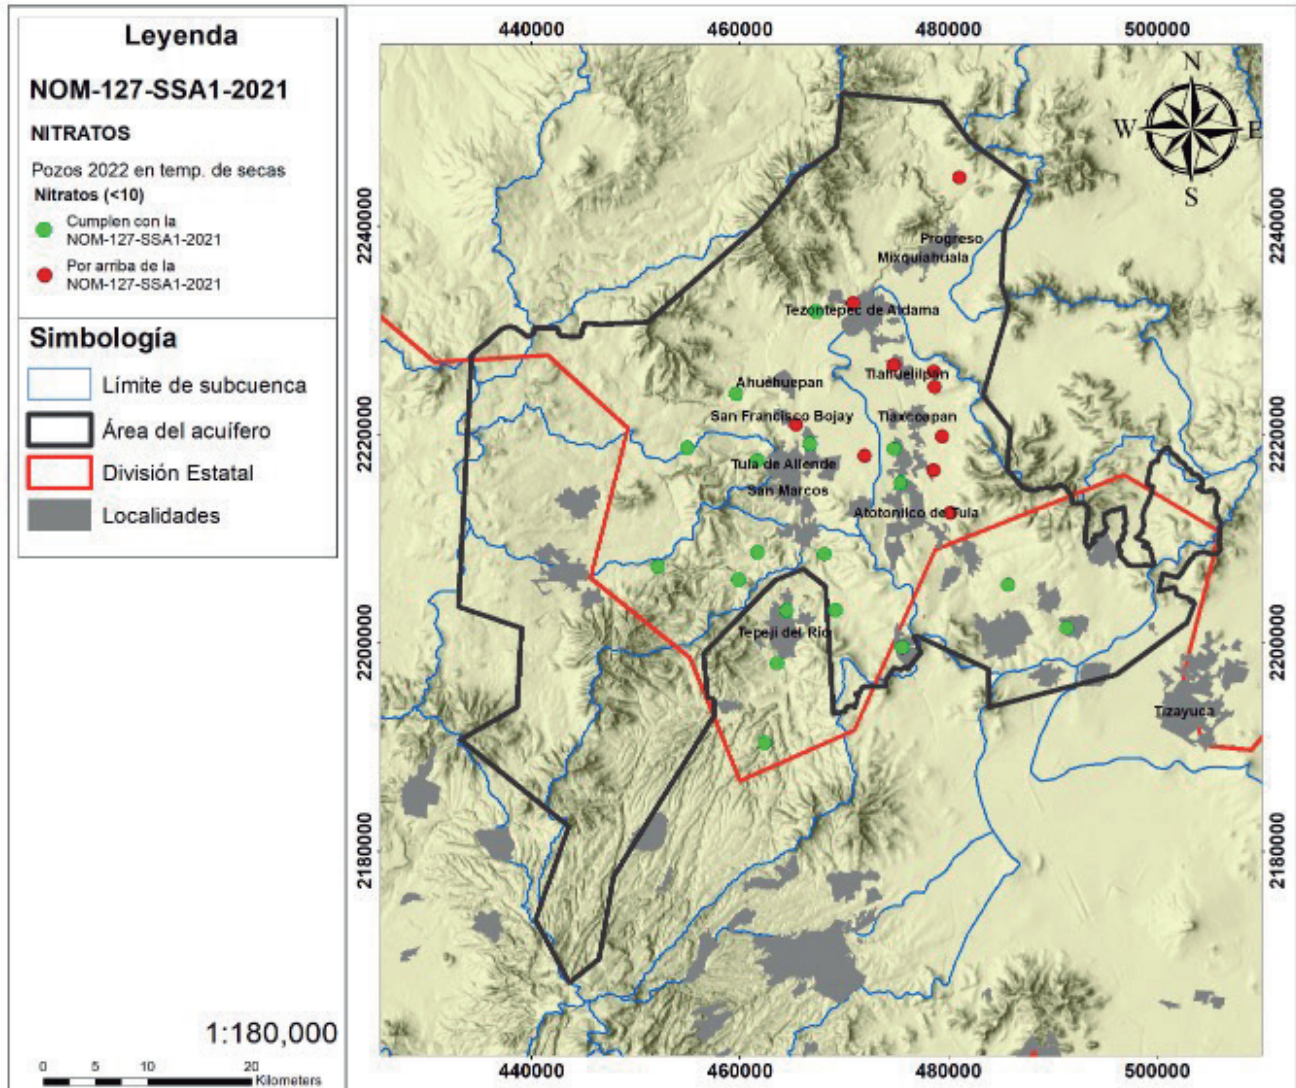 Leyenda
NOM-127-SSA1-2021
NITRATOS
Pozos 2022 en temp. de secas
Nitratos (<10)
Cumplen con la
NOM-127-SSA1-2021
Por arriba de la
NOM-127-SSA1-2021
Simbología
Límite de subcuenca
Área del acuífero
División Estatal
Localidades
1:180,000
0 5 10 20
Kilometers
440000 460000 480000 500000
N
W E
S
2240000 2240000
Progreso
Mixquiahuala
Tezontepec de Aldama
Tlahuelilpan
Ahuehuepan
San Francisco Bojay Tlaxcoapan
2220000 2220000
Tula de Allende
San Marcos
Atotonilco de Tula
2200000 2200000
Tepeji del Río
Tizayuca
2180000 2180000
440000 460000 480000 500000